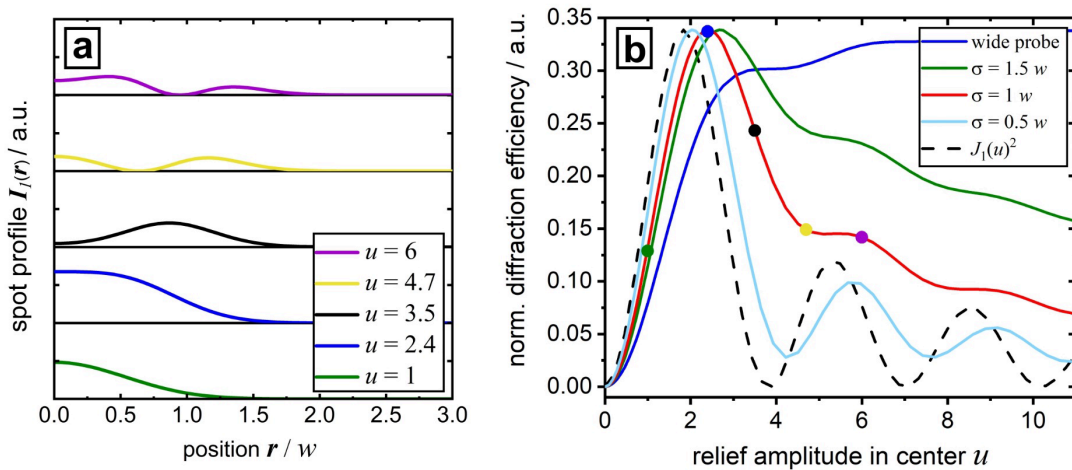 a
spot profile I₁(r) / a.u.
u = 6
u = 4.7
u = 3.5
u = 2.4
u = 1
0.0 0.5 1.0 1.5 2.0 2.5 3.0
position r / w
b
norm. diffraction efficiency / a.u.
0.35
0.30
0.25
0.20
0.15
0.10
0.05
0.00
wide probe
σ = 1.5 w
σ = 1 w
σ = 0.5 w
J₁(u)²
0 2 4 6 8 10
relief amplitude in center u